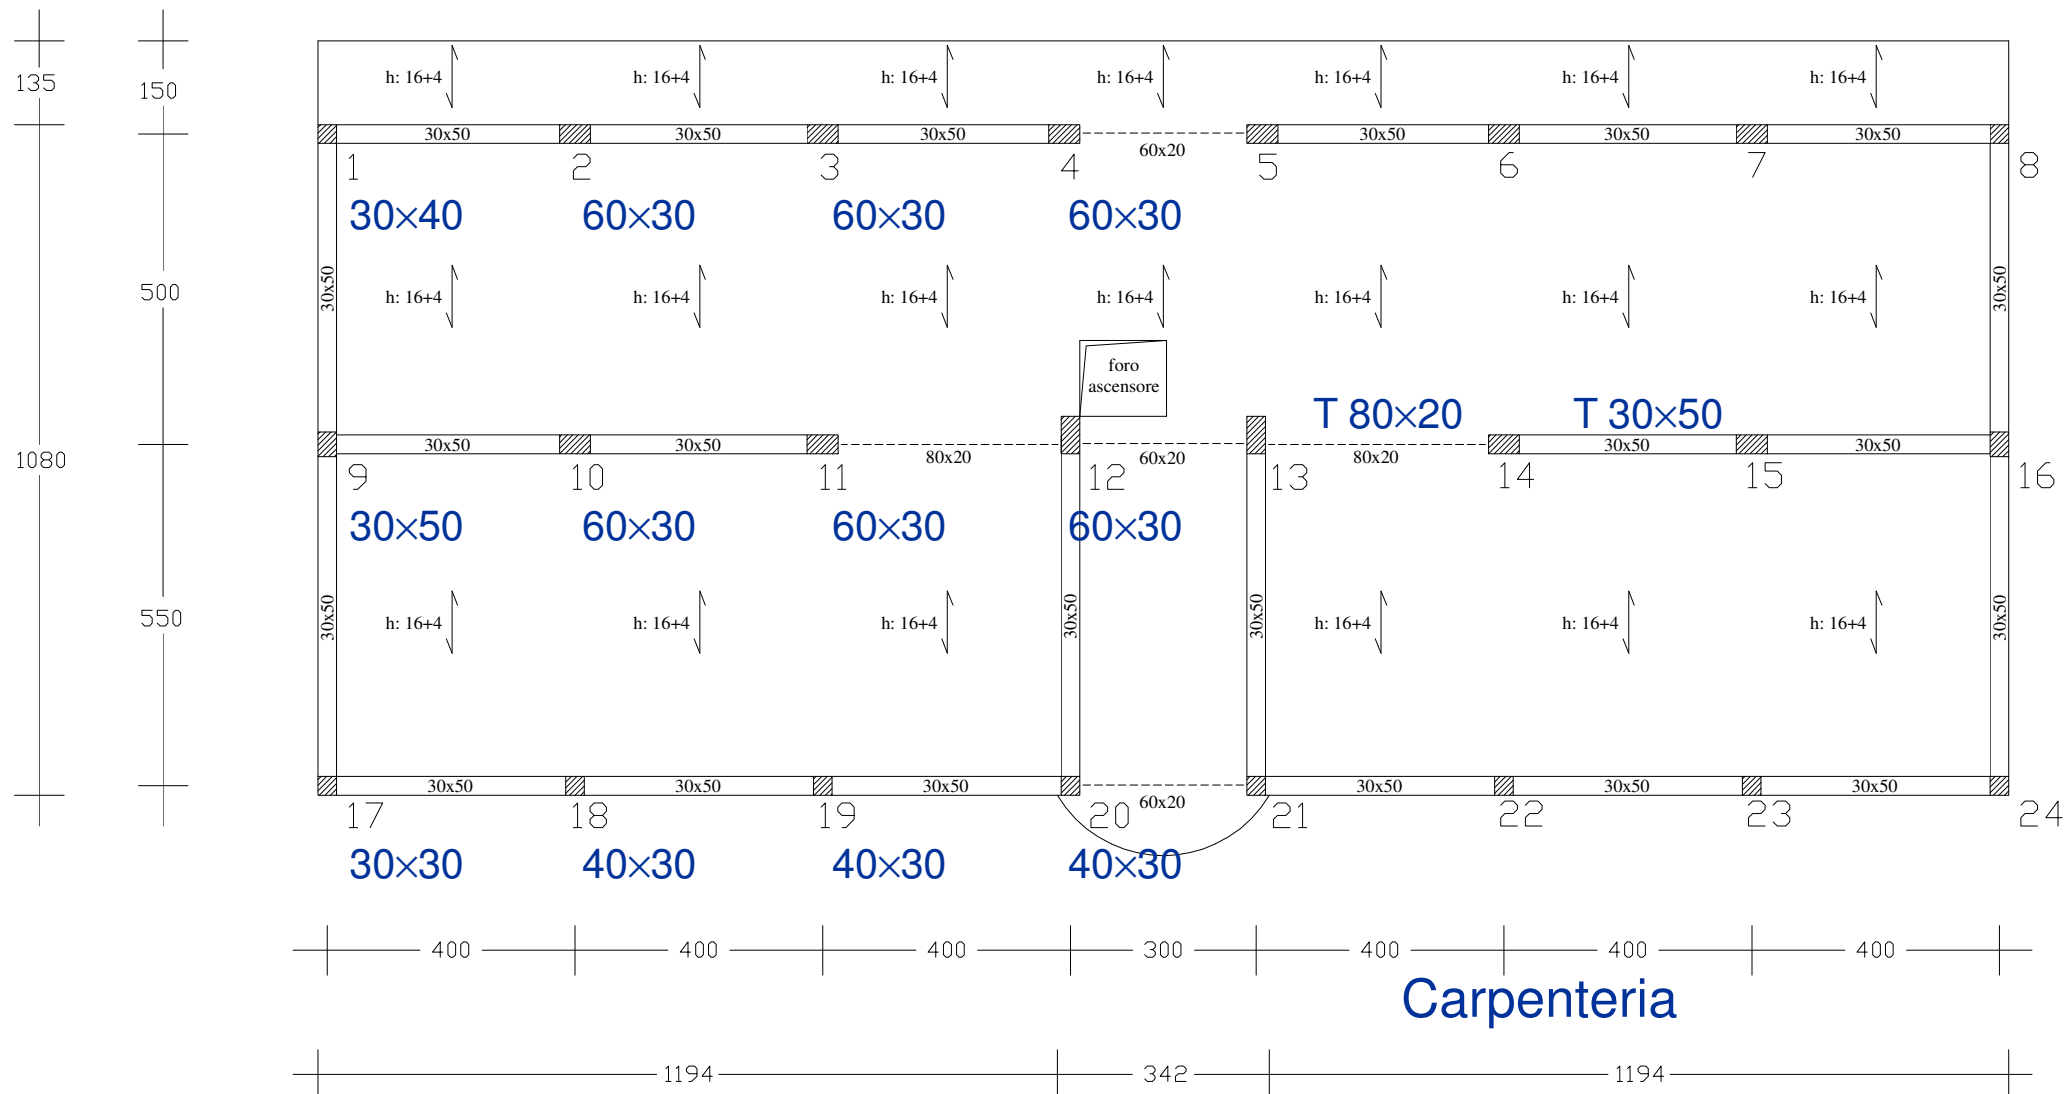 135 150 h: 16+4 h: 16+4 h: 16+4 h: 16+4 h: 16+4 h: 16+4 h: 16+4
30x50 30x50 30x50 60x20 30x50 30x50 30x50
1 2 3 4 5 6 7 8
30×40 60×30 60×30 60×30
500 30x50 h: 16+4 h: 16+4 h: 16+4 h: 16+4 h: 16+4 h: 16+4 h: 16+4 30x50
foro
ascensore
T 80×20 T 30×50
1080 30x50 30x50 80x20 60x20 80x20 30x50 30x50
9 10 11 12 13 14 15 16
30×50 60×30 60×30 60×30
550 30x50 h: 16+4 h: 16+4 h: 16+4 30x50 30x50 h: 16+4 h: 16+4 h: 16+4 30x50
30x50 30x50 30x50 60x20 30x50 30x50 30x50
17 18 19 20 21 22 23 24
30×30 40×30 40×30 40×30
400 400 400 300 400 400 400
Carpenteria
1194 342 1194